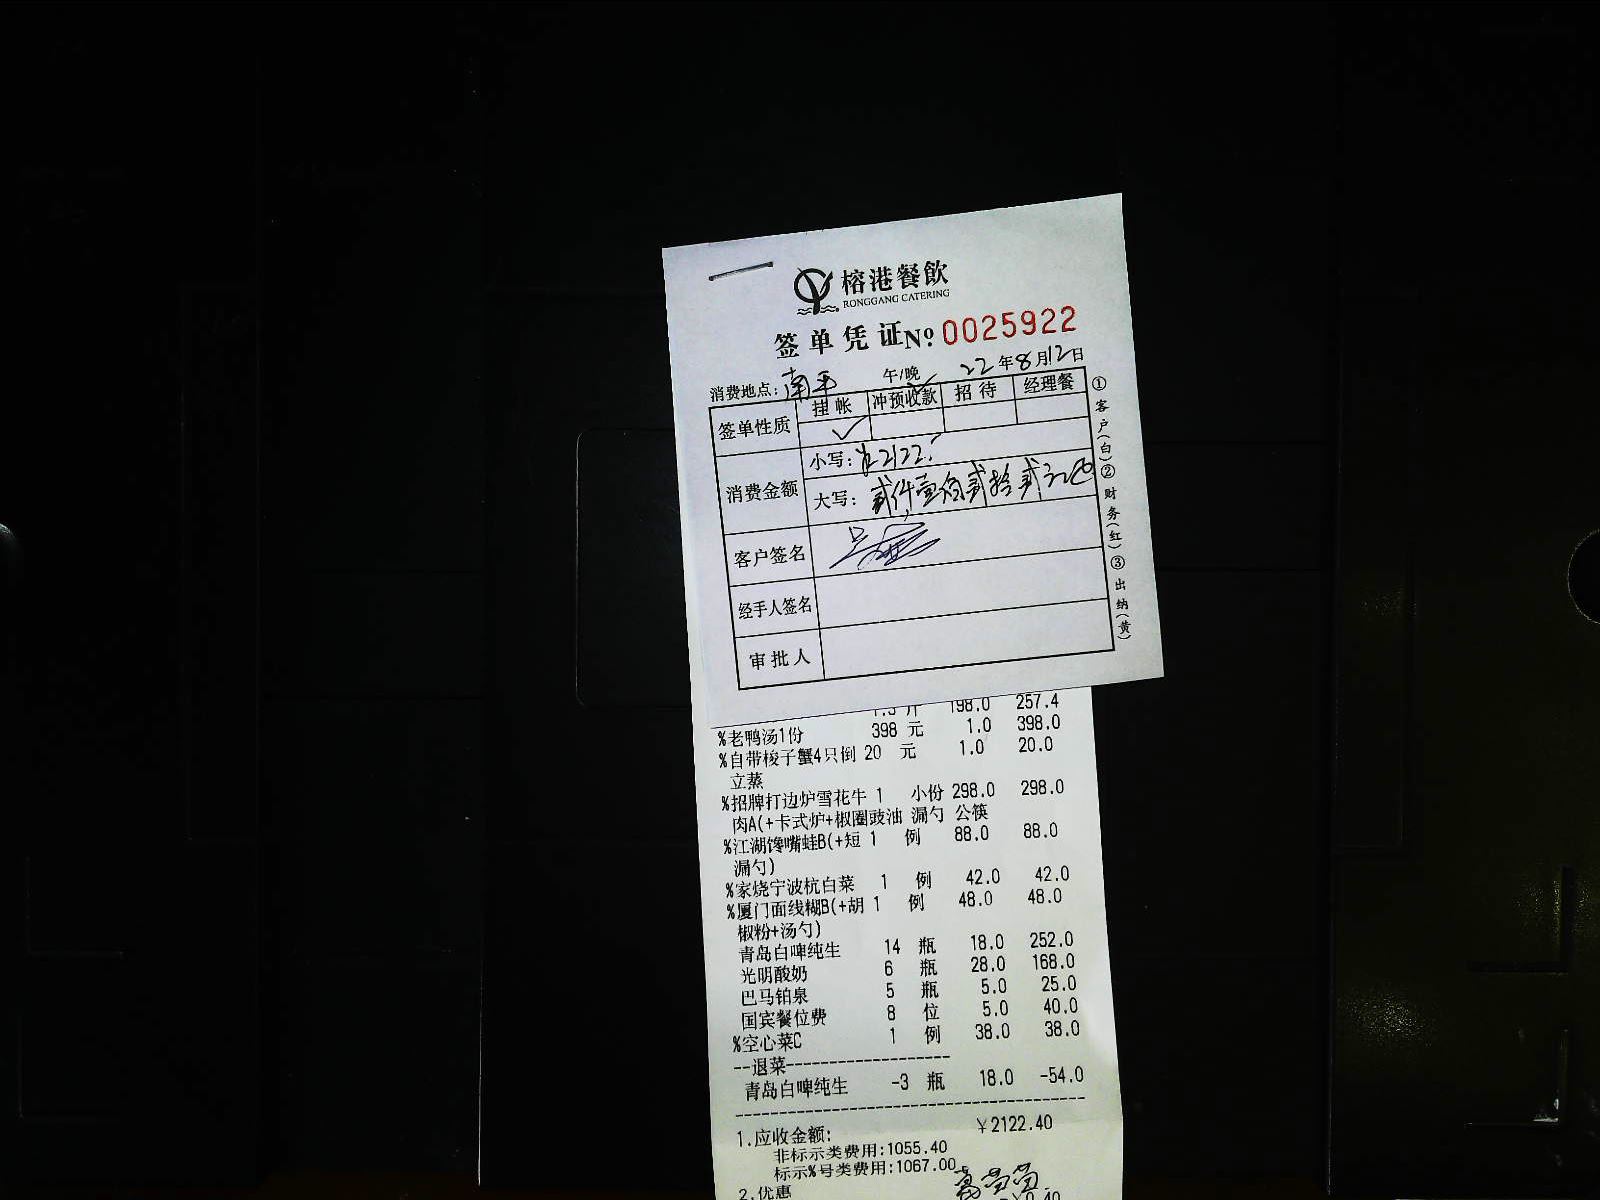 榕港餐飲
RONGGANG CATERING
签单凭证 Nº 0025922
消费地点：南平 午/晚 22年8月12日
签单性质 挂帐 冲预收款 招待 经理餐
✓
消费金额 小写：¥2122.
大写：贰仟壹佰贰拾贰元
客户签名
经手人签名
审批人
①客户(白)②财务(红)③出纳(黄)
1.3 斤 198.0 257.4
%老鸭汤1份 398 元 1.0 398.0
%自带梭子蟹4只倒 20 元 1.0 20.0
立蒸
%招牌打边炉雪花牛 1 小份 298.0 298.0
肉A(+卡式炉+椒圈豉油 漏勺 公筷
%江湖馋嘴蛙B(+短 1 例 88.0 88.0
漏勺)
%家烧宁波杭白菜 1 例 42.0 42.0
%厦门面线糊B(+胡 1 例 48.0 48.0
椒粉+汤勺)
青岛白啤纯生 14 瓶 18.0 252.0
光明酸奶 6 瓶 28.0 168.0
巴马铂泉 5 瓶 5.0 25.0
国宾餐位费 8 位 5.0 40.0
%空心菜C 1 例 38.0 38.0
--退菜-------------------
青岛白啤纯生 -3 瓶 18.0 -54.0
1.应收金额: ￥2122.40
非标示类费用:1055.40
标示%号类费用:1067.00
2.优惠